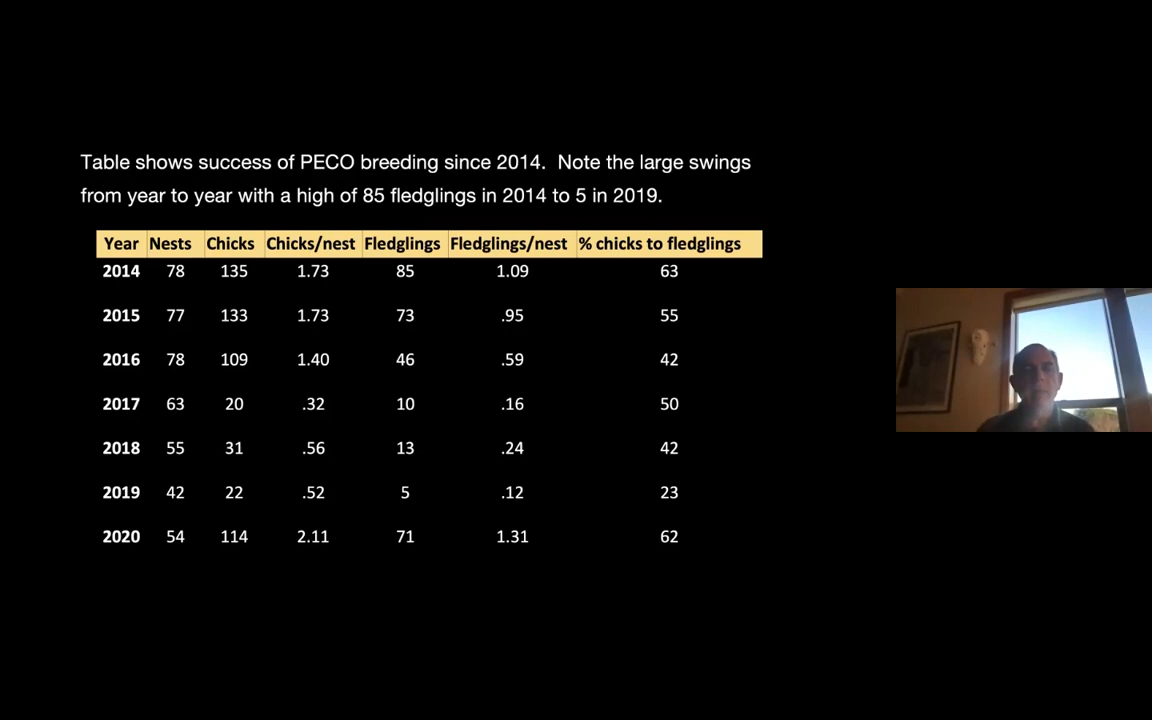 Table shows success of PECO breeding since 2014. Note the large swings
from year to year with a high of 85 fledglings in 2014 to 5 in 2019.
Year Nests Chicks Chicks/nest Fledglings Fledglings/nest % chicks to fledglings
2014 78 135 1.73 85 1.09 63
2015 77 133 1.73 73 .95 55
2016 78 109 1.40 46 .59 42
2017 63 20 .32 10 .16 50
2018 55 31 .56 13 .24 42
2019 42 22 .52 5 .12 23
2020 54 114 2.11 71 1.31 62